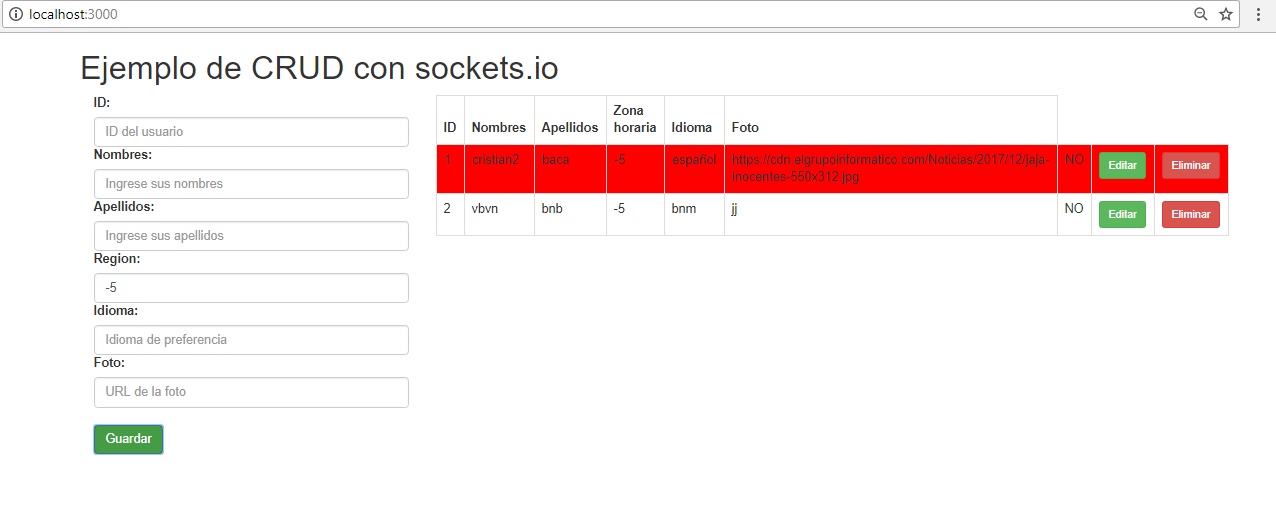 localhost:3000
Ejemplo de CRUD con sockets.io
ID:
ID del usuario
Nombres:
Ingrese sus nombres
Apellidos:
Ingrese sus apellidos
Region:
-5
Idioma:
Idioma de preferencia
Foto:
URL de la foto
Guardar
ID Nombres Apellidos Zona horaria Idioma Foto
1 cristian2 baca -5 español https://cdn.elgrupoinformatico.com/Noticias/2017/12/jaja-
inocentes-550x312.jpg NO Editar Eliminar
2 vbvn bnb -5 bnm jj NO Editar Eliminar